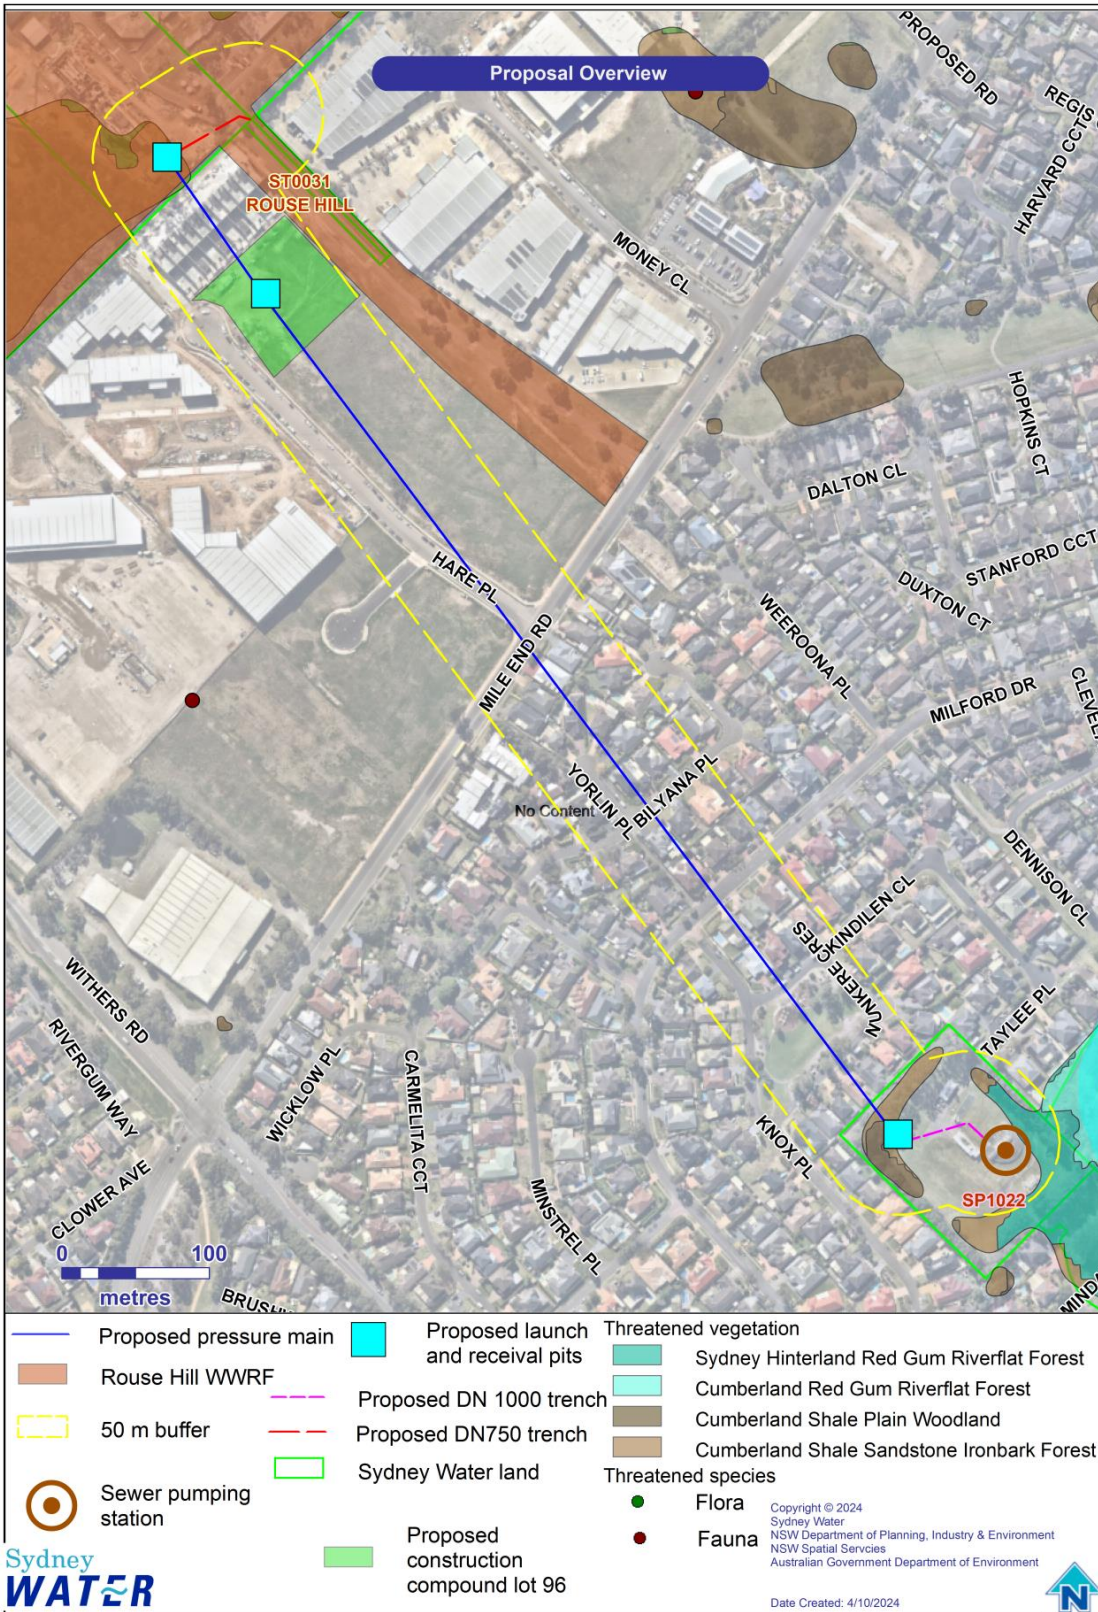 Proposal Overview
PROPOSED RD
REGIS
HARVARD CCT
ST0031
ROUSE HILL
MONEY CL
HOPKINS CT
DALTON CL
STANFORD CCT
DUXTON CT
HARE PL
WEEROONA PL
MILE END RD
MILFORD DR
CLEVEL
YORLIN PL
BILYANA PL
No Content
DENNISON CL
KINDILEN CL
MUNKERE CRES
WITHERS RD
TAYLEE PL
RIVERGUM WAY
WICKLOW PL
CARMELITA CCT
KNOX PL
CLOWER AVE
MINSTREL PL
SP1022
0 100
metres
BRUSH
MINDA
Proposed pressure main
Rouse Hill WWRF
50 m buffer
Sewer pumping
station
Proposed launch
and receival pits
Proposed DN 1000 trench
Proposed DN750 trench
Sydney Water land
Proposed
construction
compound lot 96
Threatened vegetation
Sydney Hinterland Red Gum Riverflat Forest
Cumberland Red Gum Riverflat Forest
Cumberland Shale Plain Woodland
Cumberland Shale Sandstone Ironbark Forest
Threatened species
Flora
Fauna
Copyright © 2024
Sydney Water
NSW Department of Planning, Industry & Environment
NSW Spatial Servcies
Australian Government Department of Environment
Date Created: 4/10/2024
Sydney
WATER
N